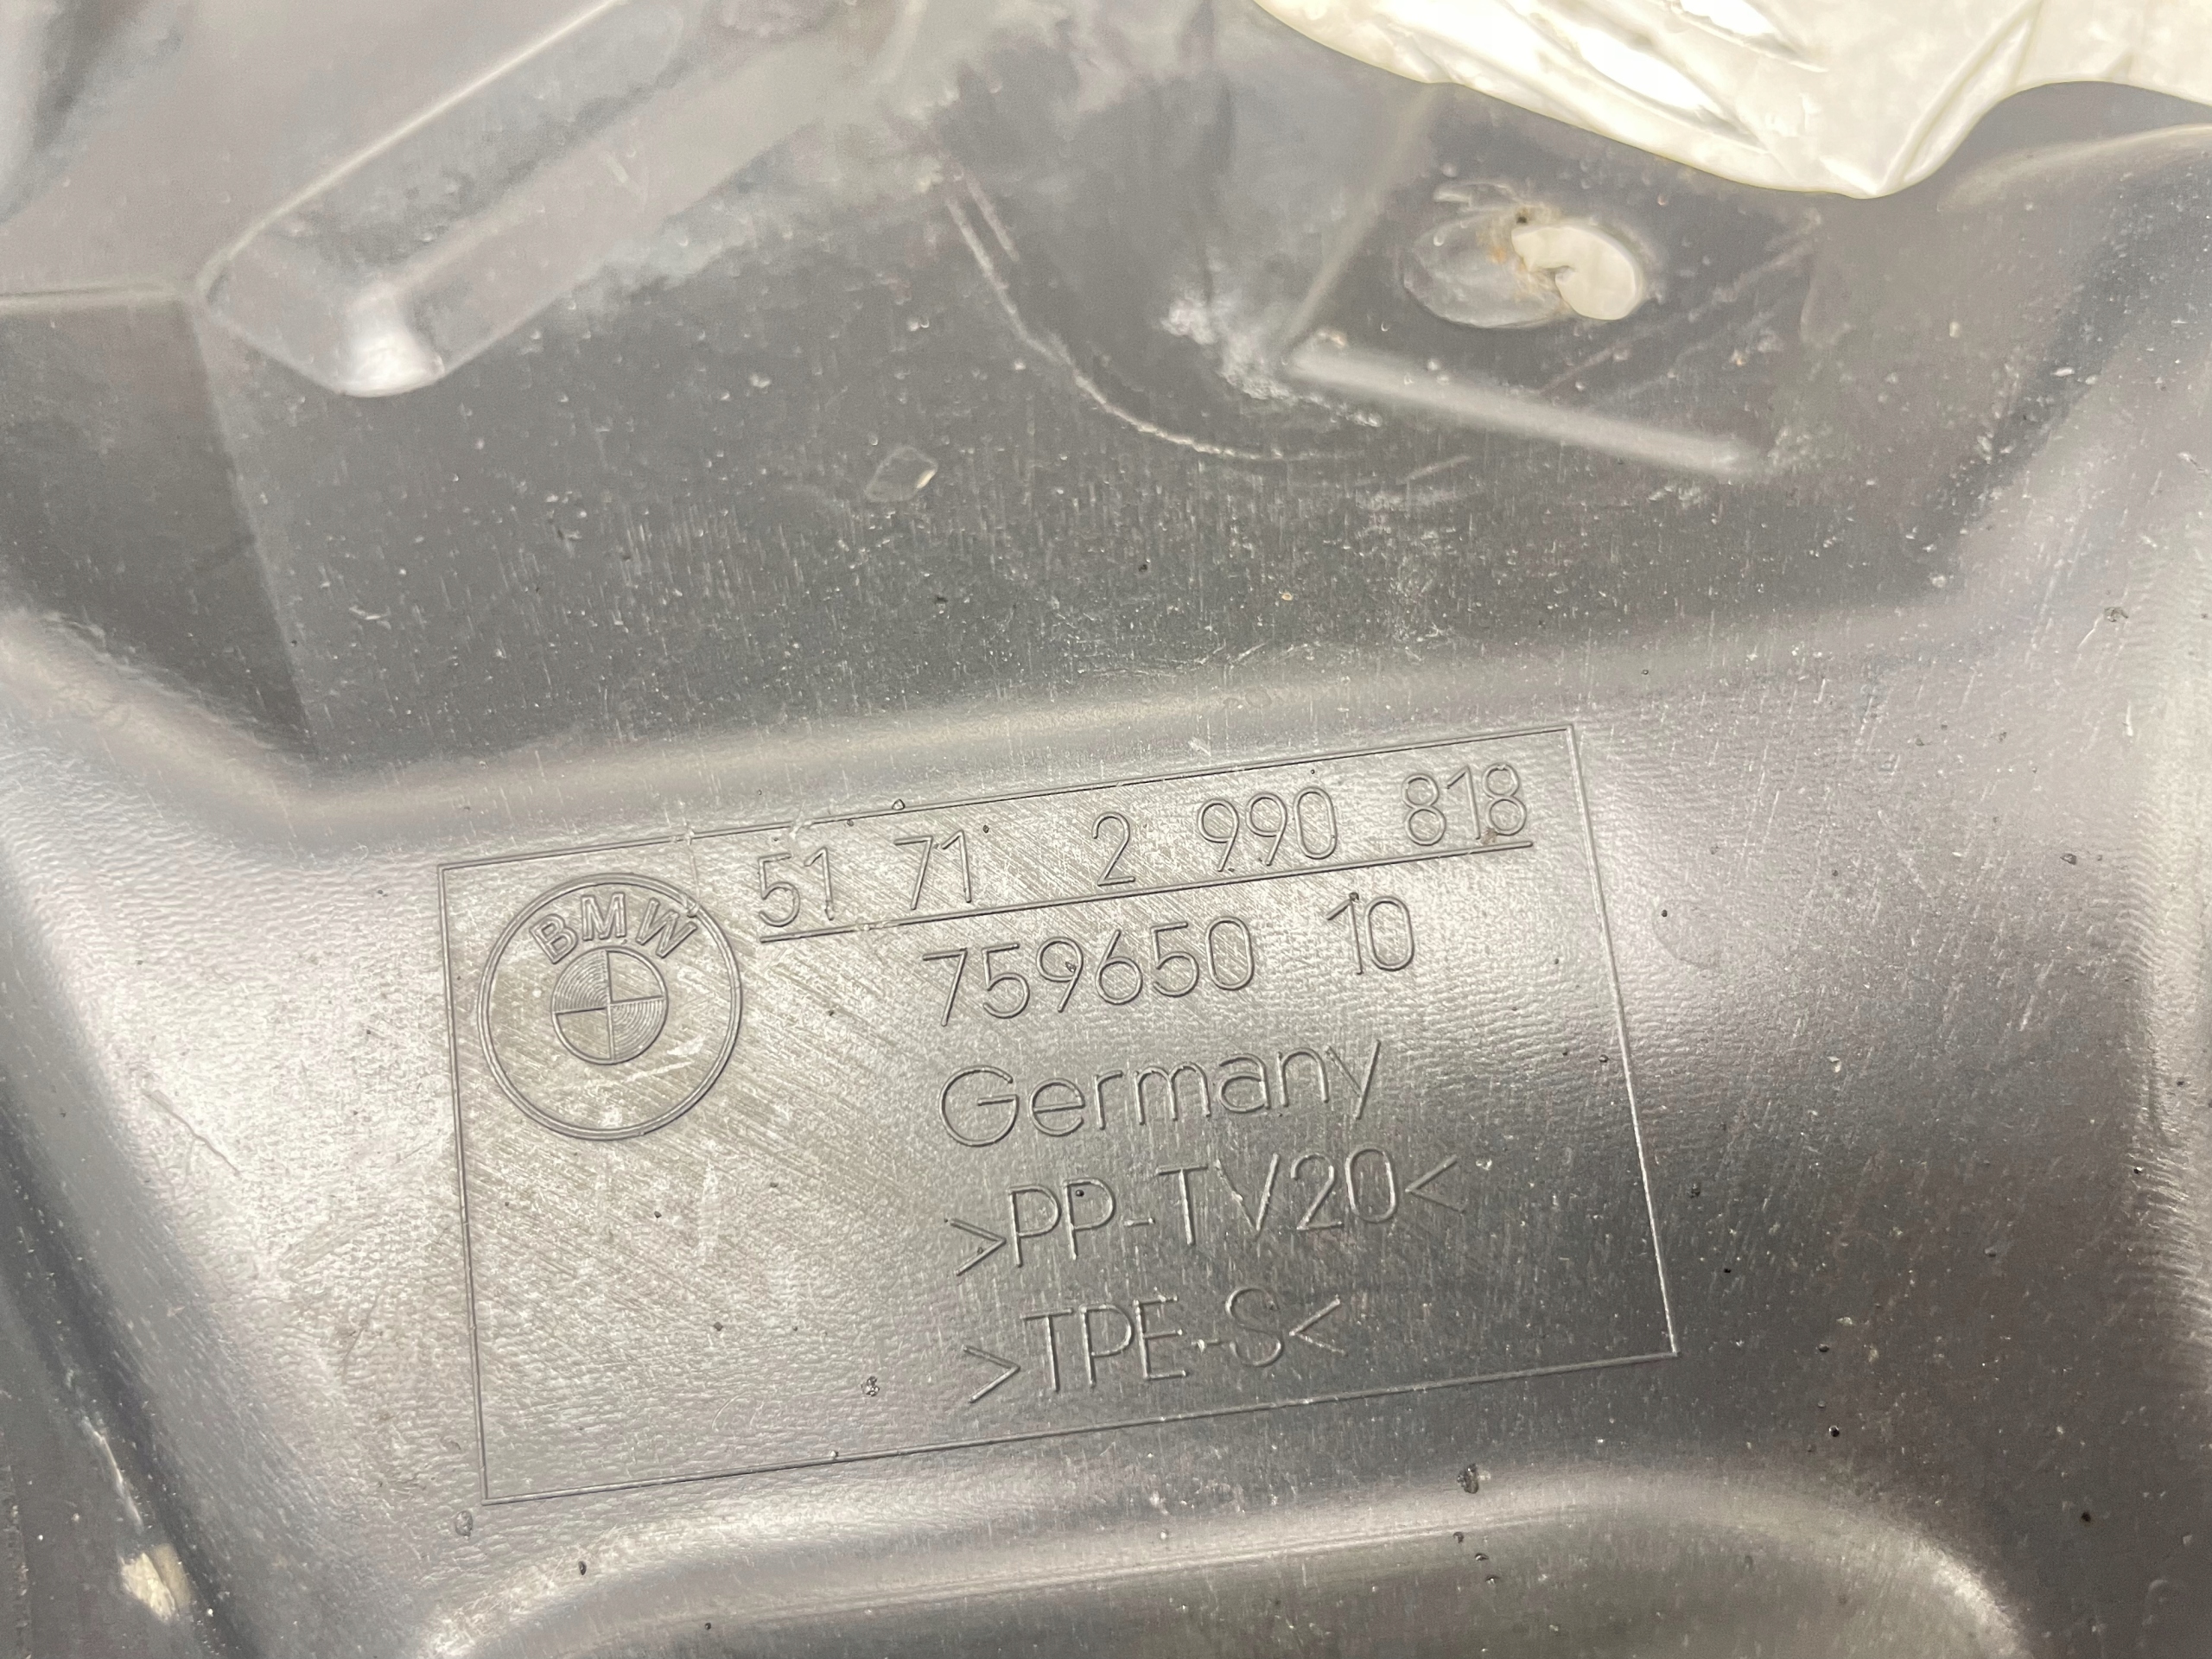 BMW
51 71 2 990 818
759650 10
Germany
>PP-TV20<
>TPE-S<